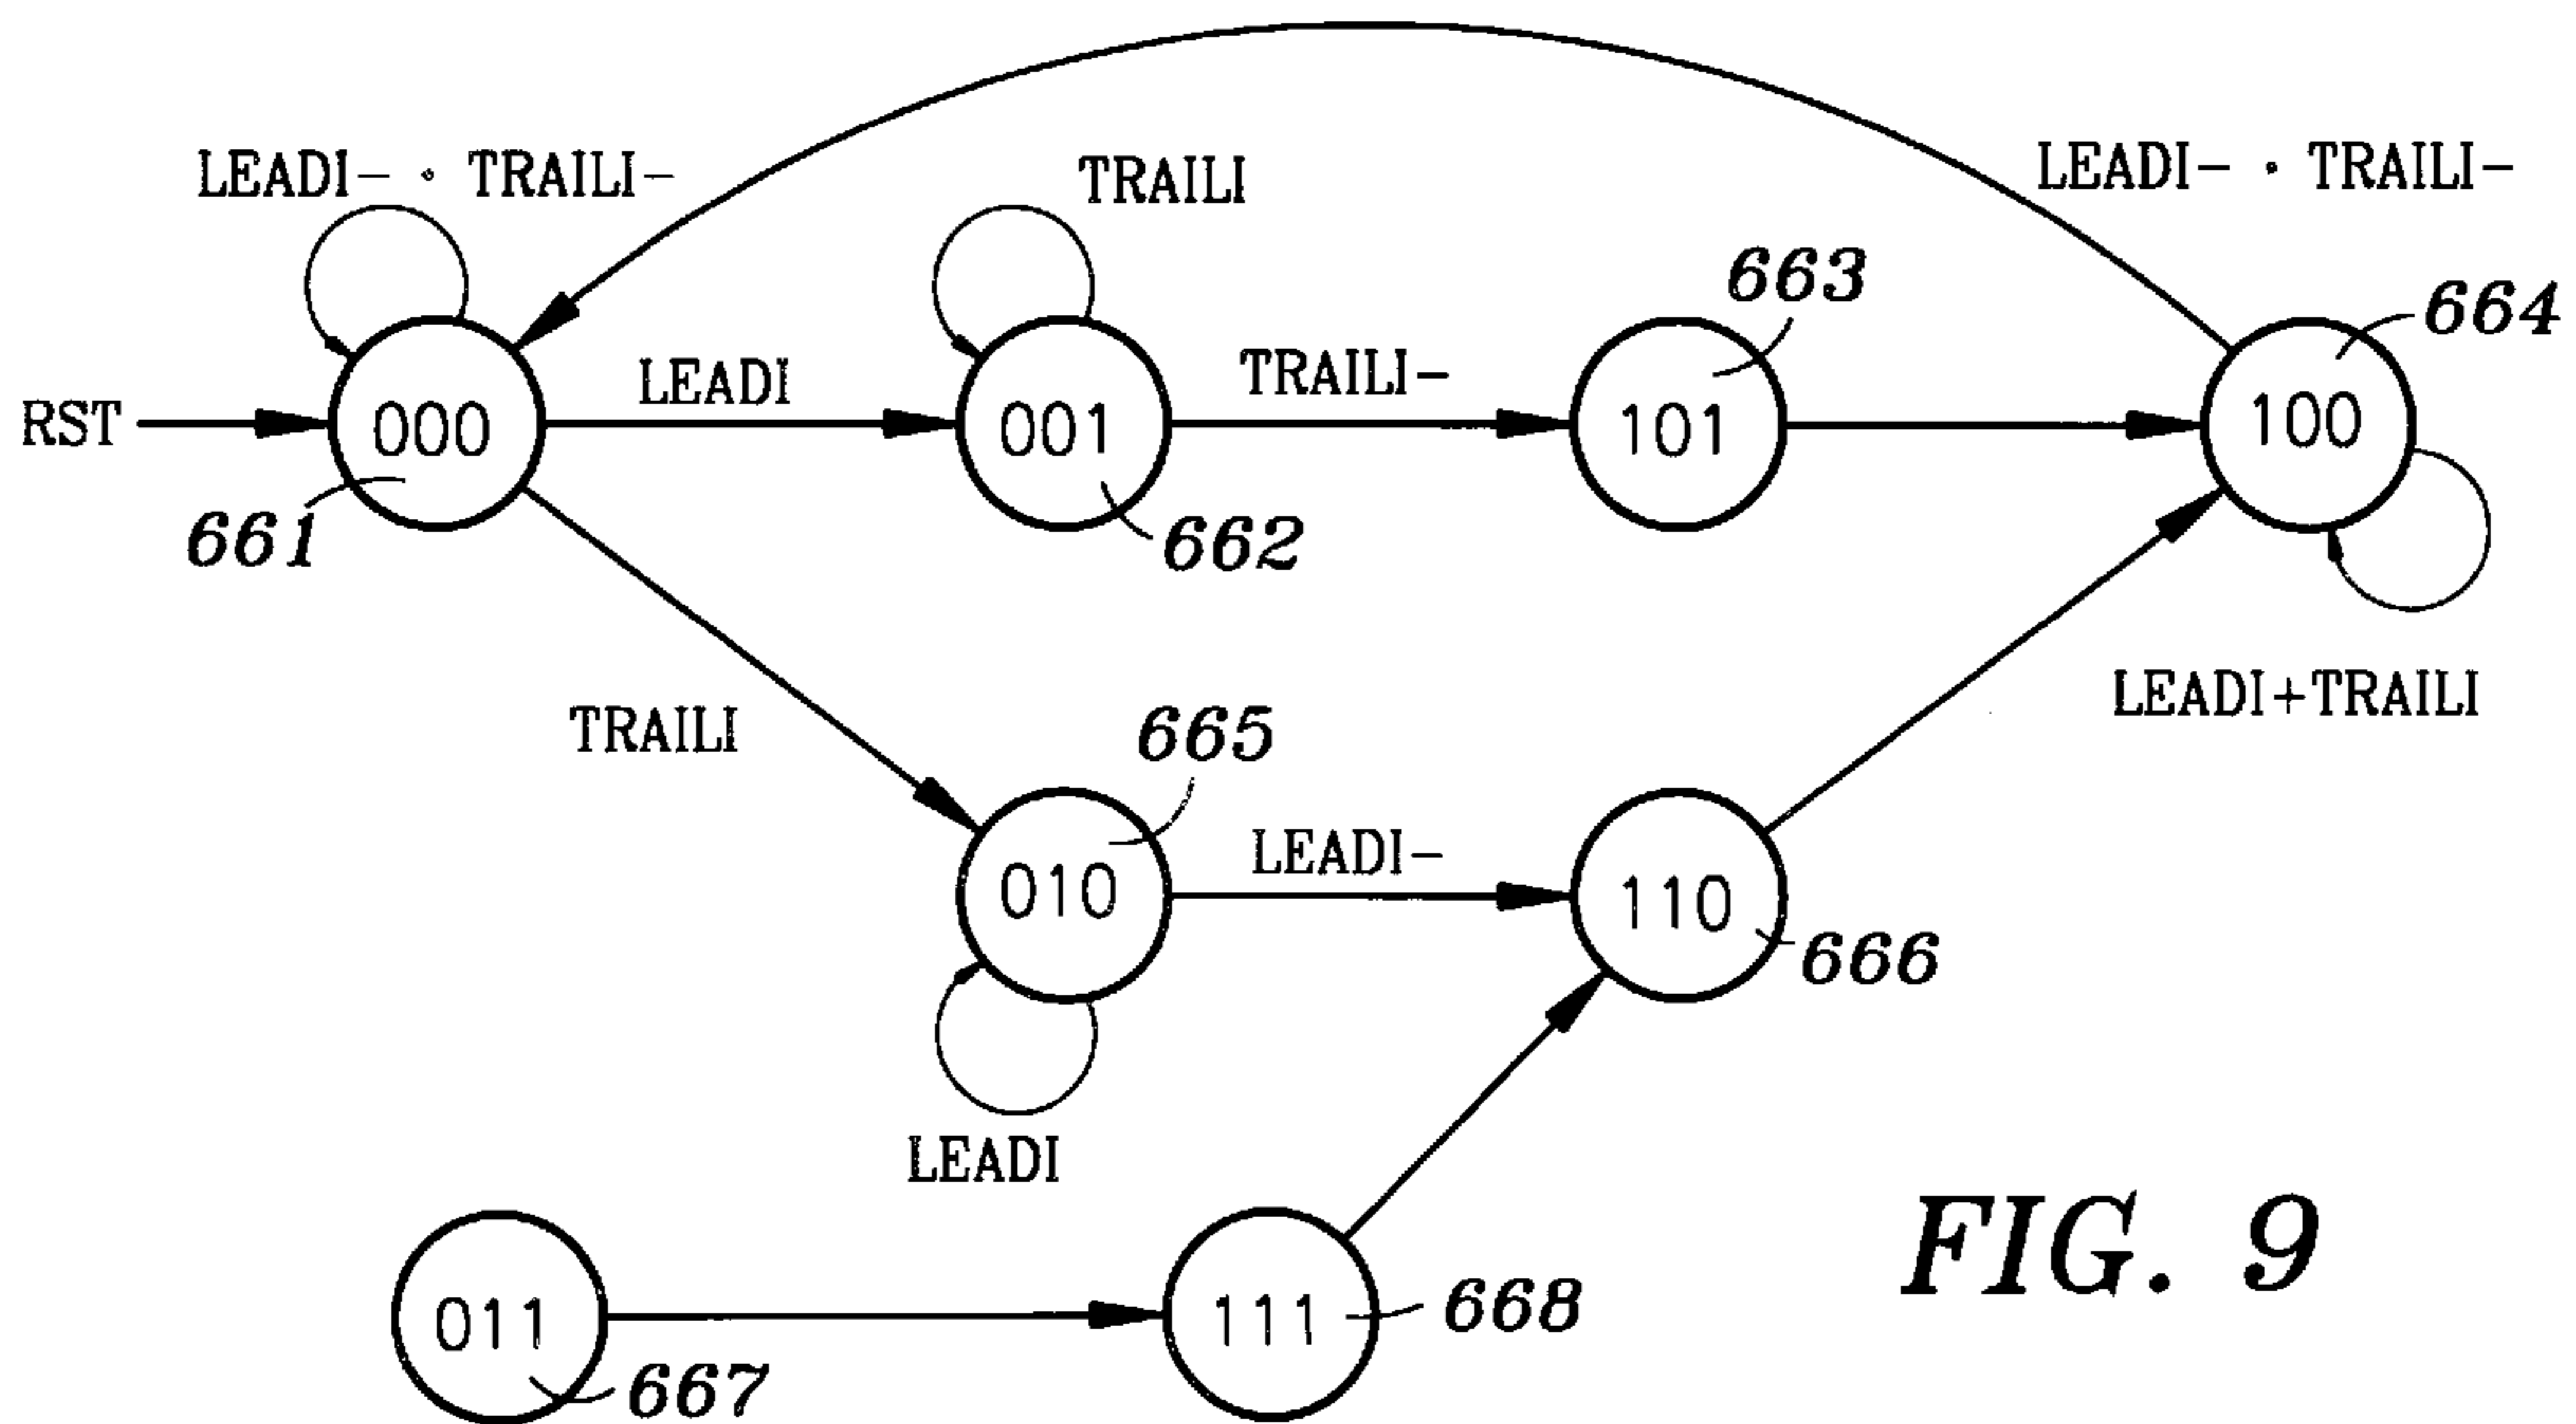 LEADI- · TRAILI-
TRAILI
LEADI- · TRAILI-
663
664
RST
000
LEADI
001
TRAILI-
101
100
661
662
TRAILI
665
LEADI+TRAILI
010
LEADI-
110
666
LEADI
011
667
111
668
FIG. 9